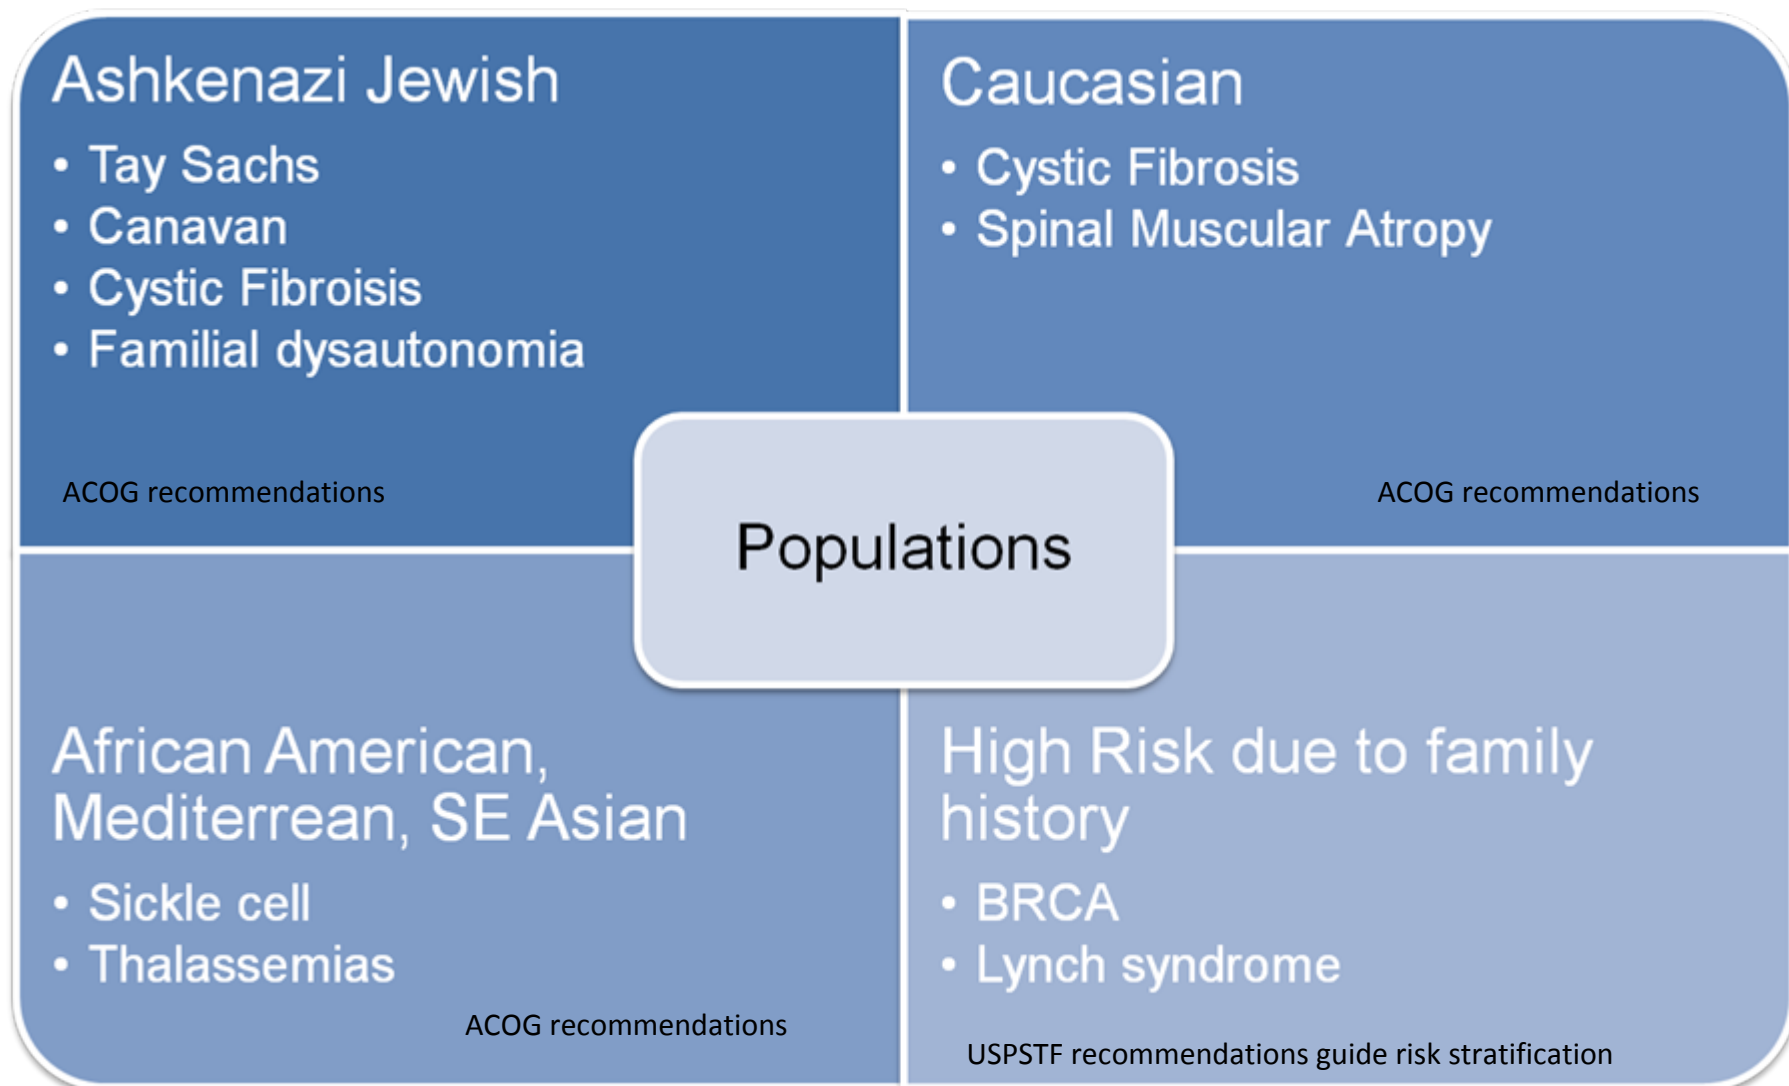 Ashkenazi Jewish
• Tay Sachs
• Canavan
• Cystic Fibroisis
• Familial dysautonomia
ACOG recommendations
Caucasian
• Cystic Fibrosis
• Spinal Muscular Atropy
ACOG recommendations
Populations
African American,
Mediterrean, SE Asian
• Sickle cell
• Thalassemias
ACOG recommendations
High Risk due to family
history
• BRCA
• Lynch syndrome
USPSTF recommendations guide risk stratification